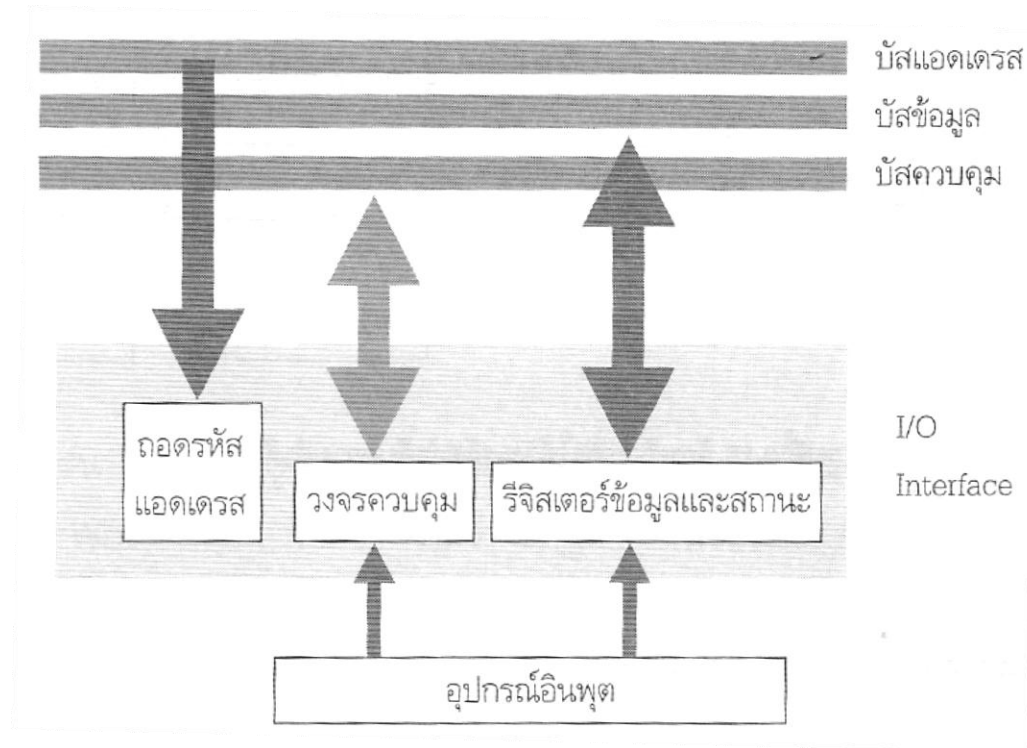 บัสแอดเดรส
บัสข้อมูล
บัสควบคุม
ถอดรหัส
แอดเดรส
วงจรควบคุม
รีจิสเตอร์ข้อมูลและสถานะ
I/O
Interface
อุปกรณ์อินพุต